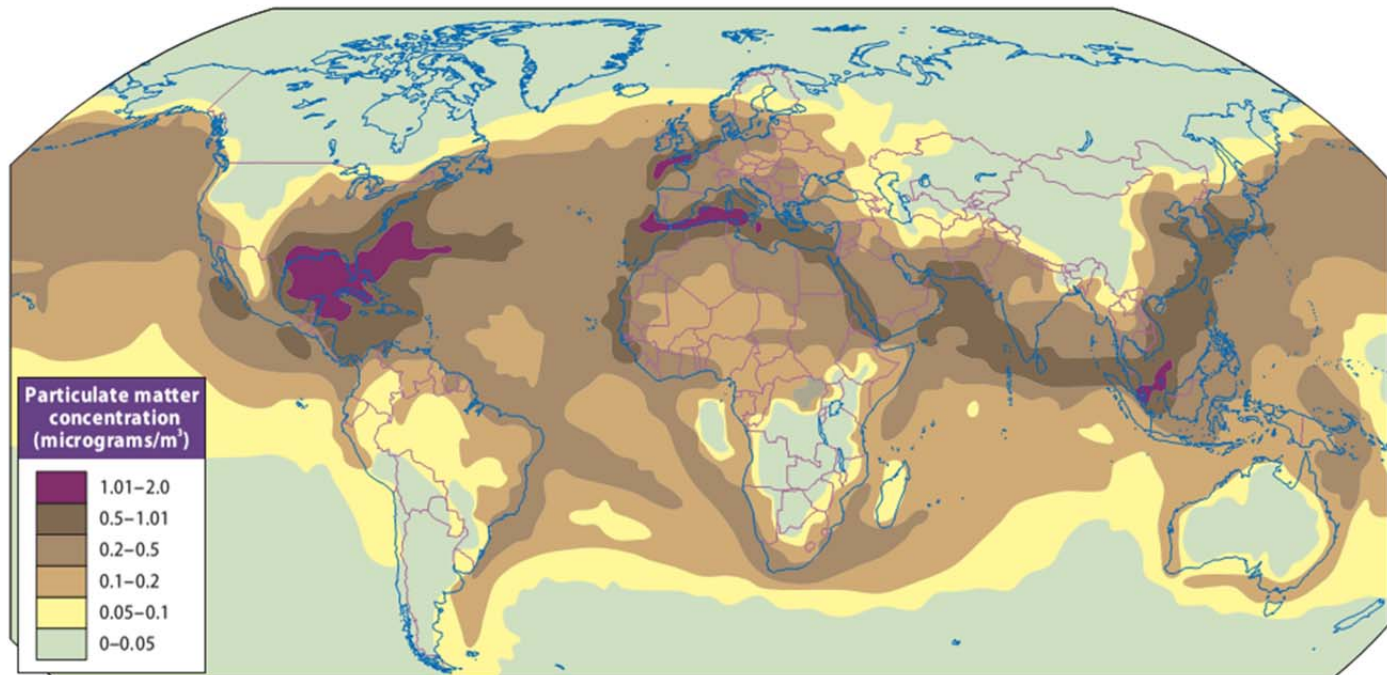 Particulate matter
concentration
(micrograms/m³)
1.01–2.0
0.5–1.01
0.2–0.5
0.1–0.2
0.05–0.1
0–0.05